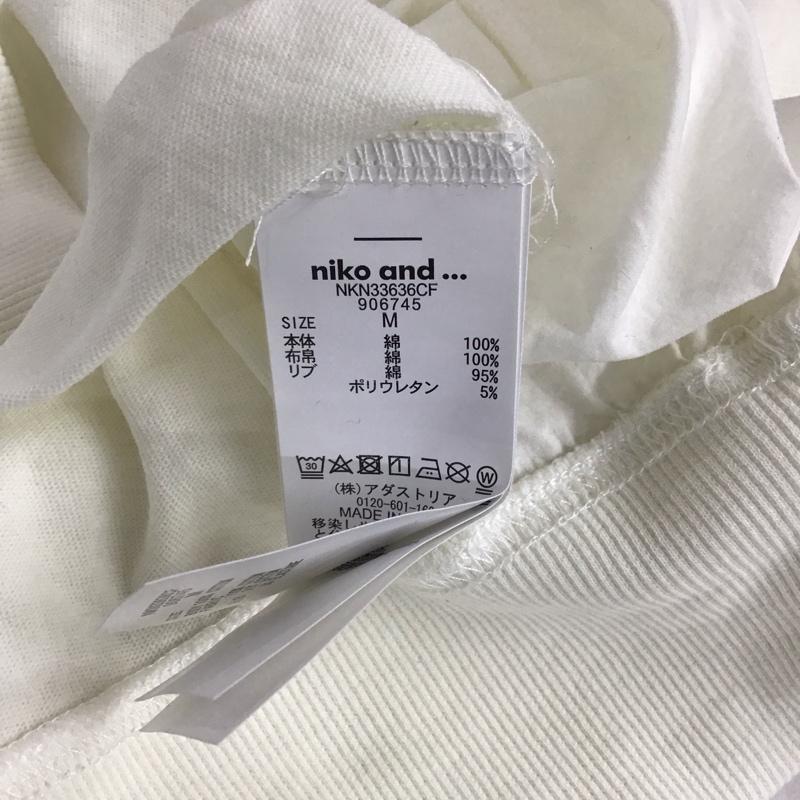 niko and ...
NKN33636CF
906745
SIZE M
本体 綿 100%
布帛 綿 100%
リブ 綿 95%
ポリウレタン 5%
30
W
(株)アダストリア
0120-601-16
MADE IN
移染し